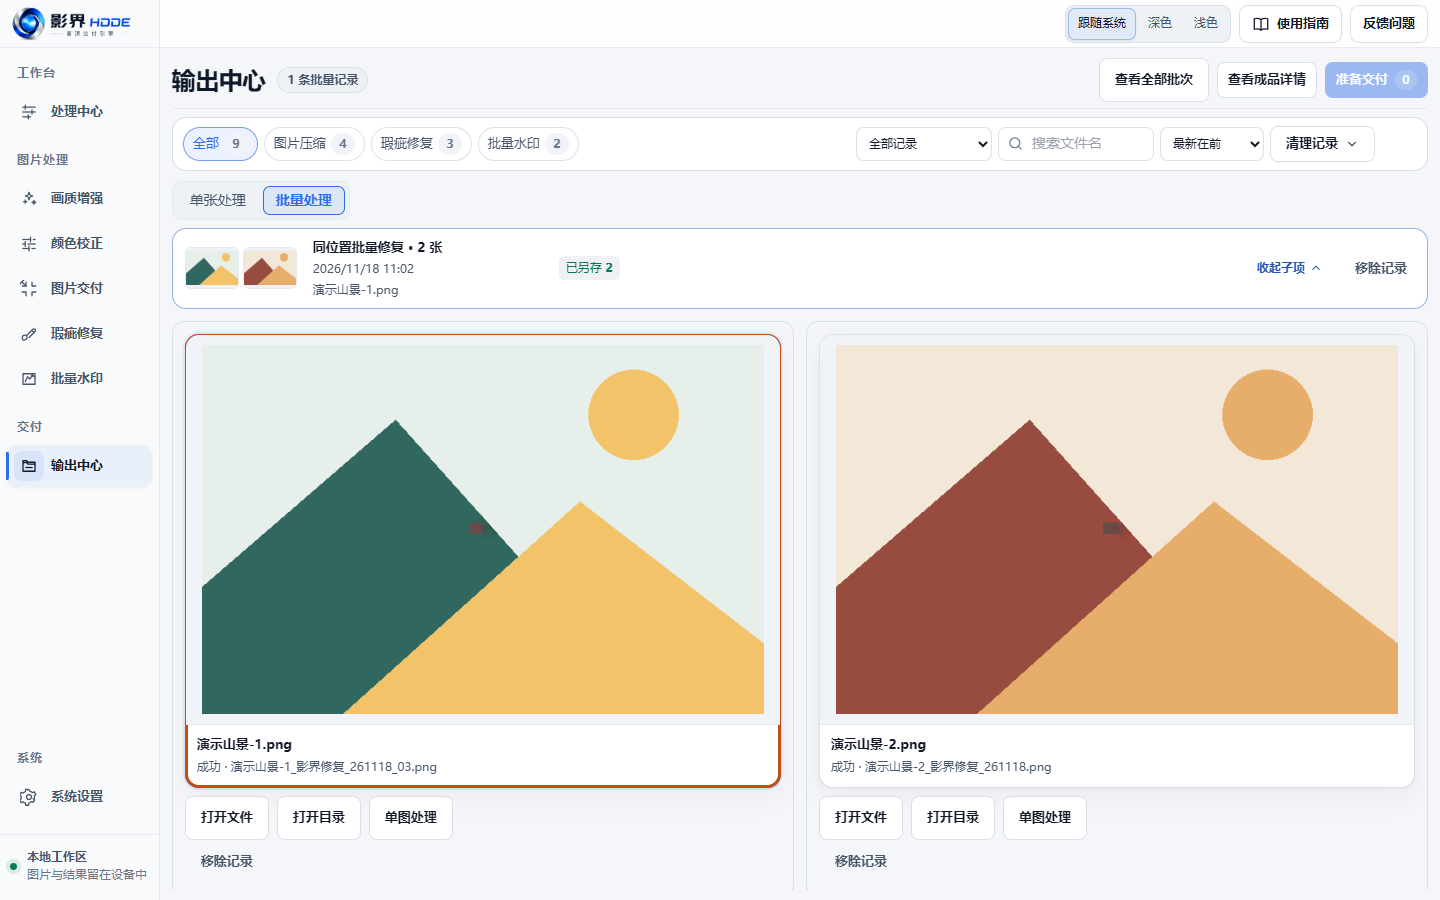 影界 HDDE
高清交付引擎
跟随系统 深色 浅色 使用指南 反馈问题
工作台
处理中心
图片处理
画质增强
颜色校正
图片交付
瑕疵修复
批量水印
交付
输出中心
系统
系统设置
本地工作区
图片与结果留在设备中
输出中心 1 条批量记录 查看全部批次 查看成品详情 准备交付 0
全部 9 图片压缩 4 瑕疵修复 3 批量水印 2 全部记录 搜索文件名 最新在前 清理记录
单张处理 批量处理
同位置批量修复 • 2 张
2026/11/18 11:02
演示山景-1.png
已另存 2
收起子项 移除记录
演示山景-1.png
成功 · 演示山景-1_影界修复_261118_03.png
打开文件 打开目录 单图处理
移除记录
演示山景-2.png
成功 · 演示山景-2_影界修复_261118.png
打开文件 打开目录 单图处理
移除记录